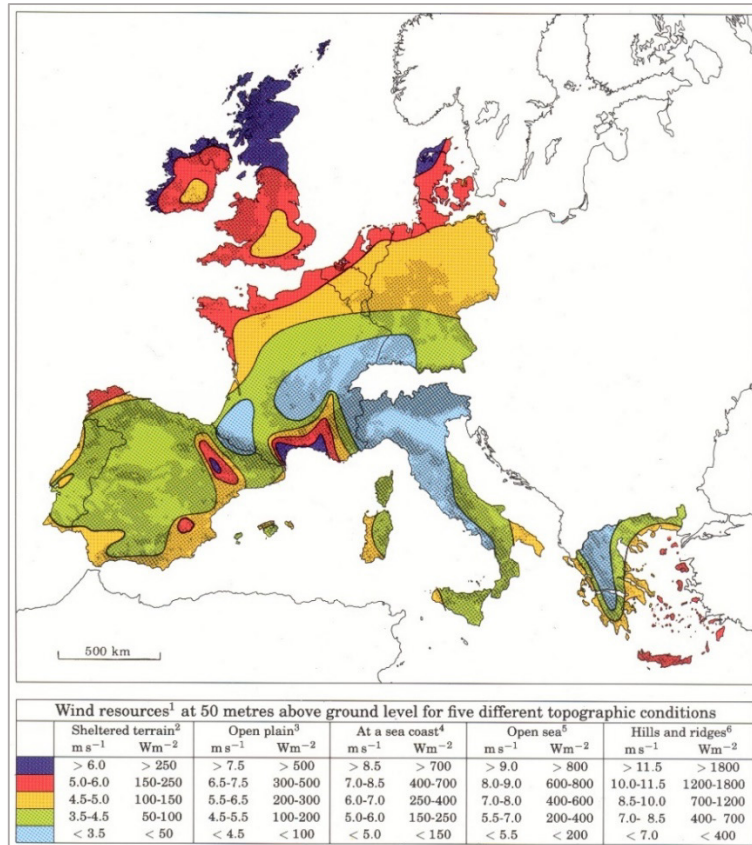 500 km
Wind resources¹ at 50 metres above ground level for five different topographic conditions
Sheltered terrain² Open plain³ At a sea coast⁴ Open sea⁵ Hills and ridges⁶
m s⁻¹ Wm⁻² m s⁻¹ Wm⁻² m s⁻¹ Wm⁻² m s⁻¹ Wm⁻² m s⁻¹ Wm⁻²
> 6.0 > 250 > 7.5 > 500 > 8.5 > 700 > 9.0 > 800 > 11.5 > 1800
5.0-6.0 150-250 6.5-7.5 300-500 7.0-8.5 400-700 8.0-9.0 600-800 10.0-11.5 1200-1800
4.5-5.0 100-150 5.5-6.5 200-300 6.0-7.0 250-400 7.0-8.0 400-600 8.5-10.0 700-1200
3.5-4.5 50-100 4.5-5.5 100-200 5.0-6.0 150-250 5.5-7.0 200-400 7.0- 8.5 400- 700
< 3.5 < 50 < 4.5 < 100 < 5.0 < 150 < 5.5 < 200 < 7.0 < 400